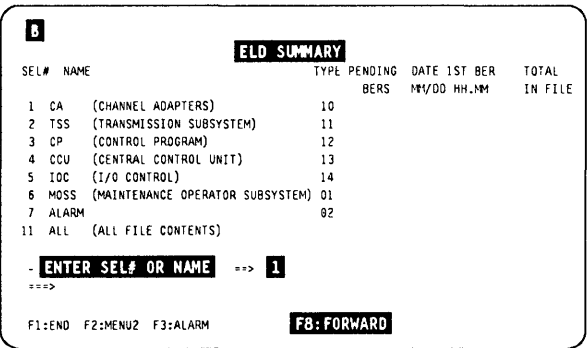 B
ELD SUMMARY
SEL# NAME TYPE PENDING DATE 1ST BER TOTAL
BERS MM/DD HH.MM IN FILE
1 CA (CHANNEL ADAPTERS) 10
2 TSS (TRANSMISSION SUBSYSTEM) 11
3 CP (CONTROL PROGRAM) 12
4 CCU (CENTRAL CONTROL UNIT) 13
5 IOC (I/O CONTROL) 14
6 MOSS (MAINTENANCE OPERATOR SUBSYSTEM) 01
7 ALARM 02
11 ALL (ALL FILE CONTENTS)
- ENTER SEL# OR NAME ==> 1
===>
F1:END F2:MENU2 F3:ALARM F8:FORWARD